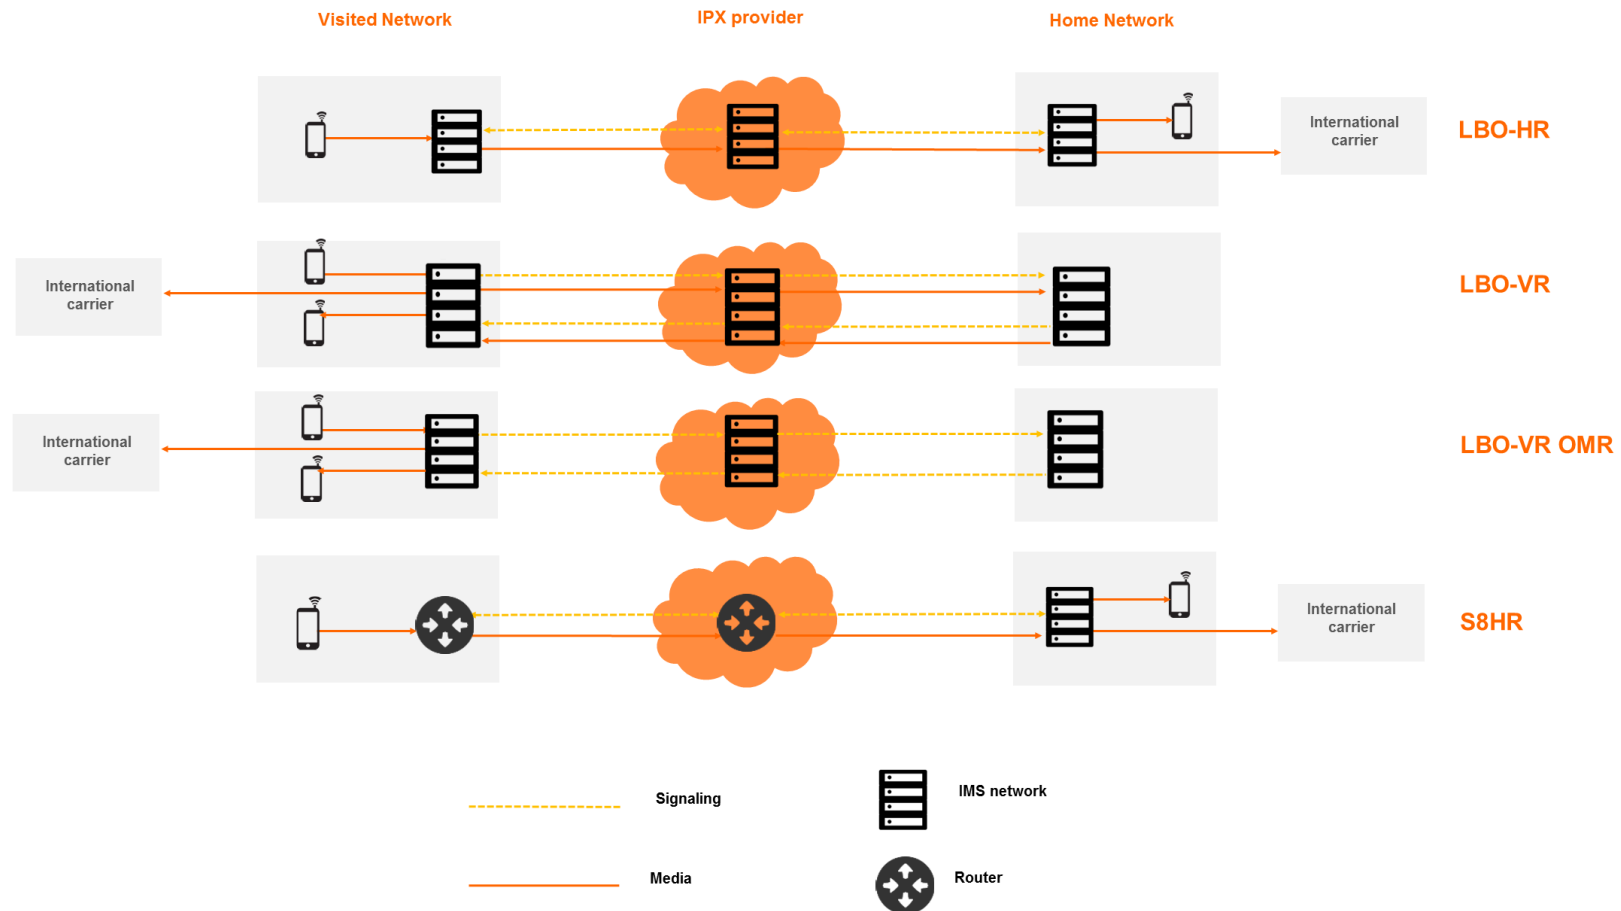 Visited Network
IPX provider
Home Network
International
carrier
LBO-HR
International
carrier
LBO-VR
International
carrier
LBO-VR OMR
International
carrier
S8HR
Signaling
IMS network
Media
Router